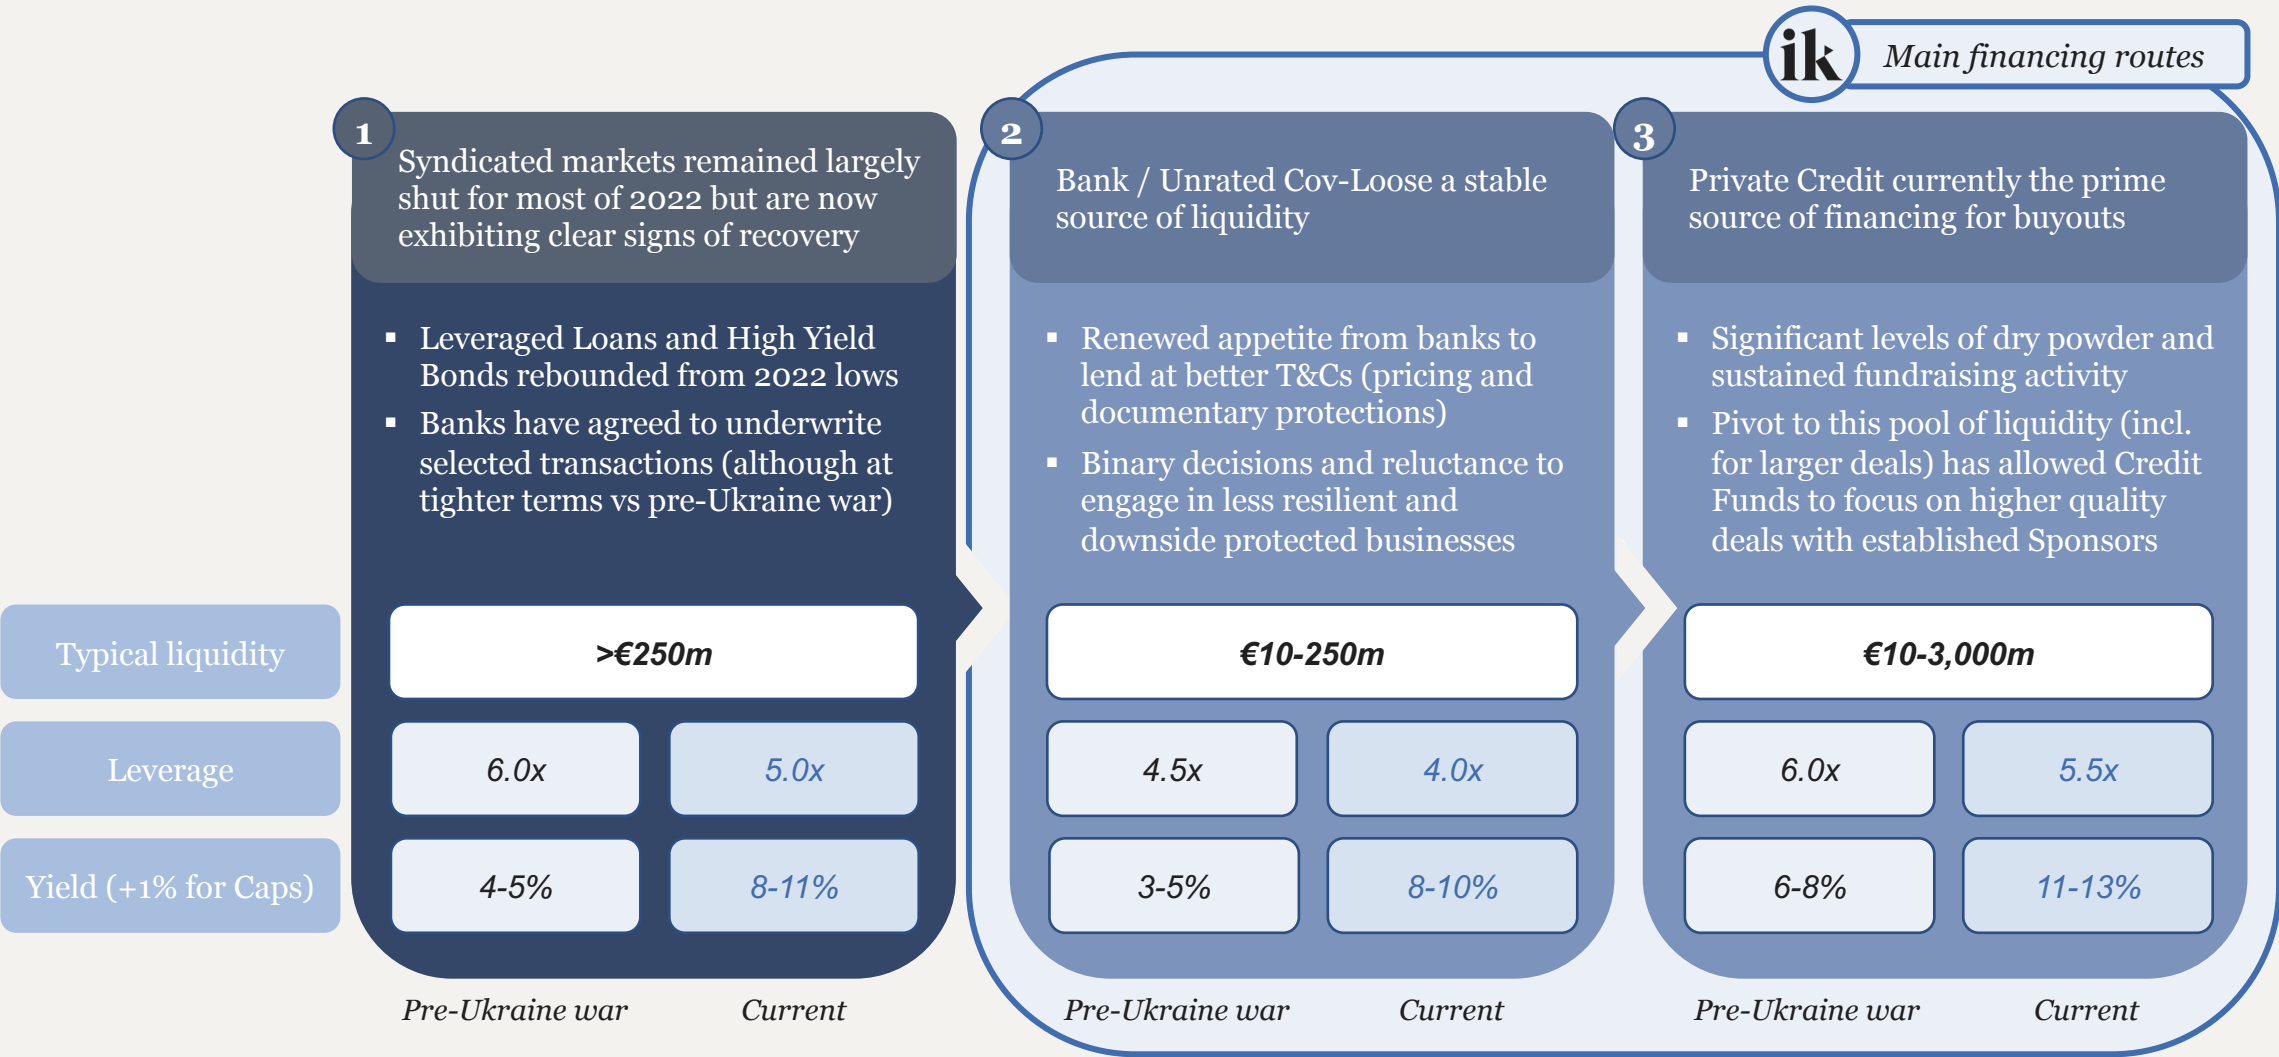 ik Main financing routes
1
Syndicated markets remained largely
shut for most of 2022 but are now
exhibiting clear signs of recovery
▪ Leveraged Loans and High Yield
Bonds rebounded from 2022 lows
▪ Banks have agreed to underwrite
selected transactions (although at
tighter terms vs pre-Ukraine war)
2
Bank / Unrated Cov-Loose a stable
source of liquidity
▪ Renewed appetite from banks to
lend at better T&Cs (pricing and
documentary protections)
▪ Binary decisions and reluctance to
engage in less resilient and
downside protected businesses
3
Private Credit currently the prime
source of financing for buyouts
▪ Significant levels of dry powder and
sustained fundraising activity
▪ Pivot to this pool of liquidity (incl.
for larger deals) has allowed Credit
Funds to focus on higher quality
deals with established Sponsors
Typical liquidity >€250m €10-250m €10-3,000m
Leverage 6.0x 5.0x 4.5x 4.0x 6.0x 5.5x
Yield (+1% for Caps) 4-5% 8-11% 3-5% 8-10% 6-8% 11-13%
Pre-Ukraine war Current Pre-Ukraine war Current Pre-Ukraine war Current